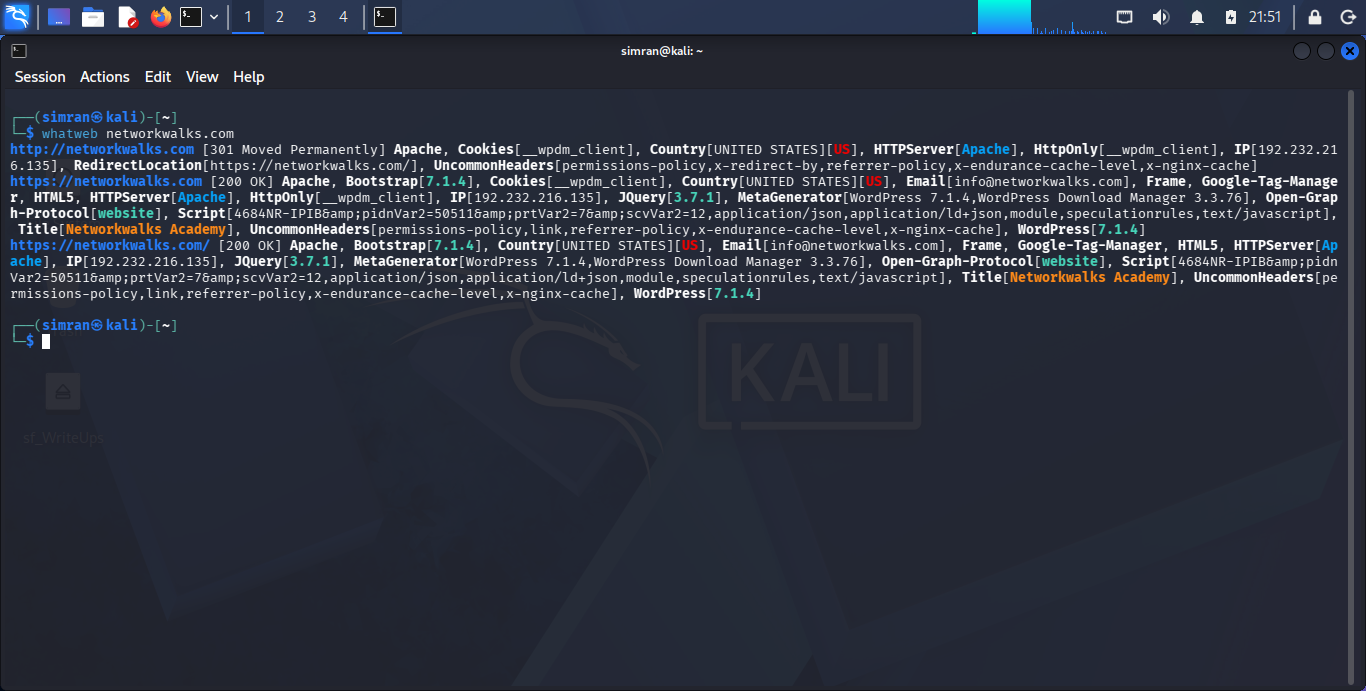 1 2 3 4 21:51
simran@kali: ~
Session Actions Edit View Help
┌──(simran㉿kali)-[~]
└─$ whatweb networkwalks.com
http://networkwalks.com [301 Moved Permanently] Apache, Cookies[__wpdm_client], Country[UNITED STATES][US], HTTPServer[Apache], HttpOnly[__wpdm_client], IP[192.232.21
6.135], RedirectLocation[https://networkwalks.com/], UncommonHeaders[permissions-policy,x-redirect-by,referrer-policy,x-endurance-cache-level,x-nginx-cache]
https://networkwalks.com [200 OK] Apache, Bootstrap[7.1.4], Cookies[__wpdm_client], Country[UNITED STATES][US], Email[info@networkwalks.com], Frame, Google-Tag-Manage
r, HTML5, HTTPServer[Apache], HttpOnly[__wpdm_client], IP[192.232.216.135], JQuery[3.7.1], MetaGenerator[WordPress 7.1.4,WordPress Download Manager 3.3.76], Open-Grap
h-Protocol[website], Script[4684NR-IPIB&amp;pidnVar2=50511&amp;prtVar2=7&amp;scvVar2=12,application/json,application/ld+json,module,speculationrules,text/javascript],
Title[Networkwalks Academy], UncommonHeaders[permissions-policy,link,referrer-policy,x-endurance-cache-level,x-nginx-cache], WordPress[7.1.4]
https://networkwalks.com/ [200 OK] Apache, Bootstrap[7.1.4], Country[UNITED STATES][US], Email[info@networkwalks.com], Frame, Google-Tag-Manager, HTML5, HTTPServer[Ap
ache], IP[192.232.216.135], JQuery[3.7.1], MetaGenerator[WordPress 7.1.4,WordPress Download Manager 3.3.76], Open-Graph-Protocol[website], Script[4684NR-IPIB&amp;pidn
Var2=50511&amp;prtVar2=7&amp;scvVar2=12,application/json,application/ld+json,module,speculationrules,text/javascript], Title[Networkwalks Academy], UncommonHeaders[pe
rmissions-policy,link,referrer-policy,x-endurance-cache-level,x-nginx-cache], WordPress[7.1.4]
┌──(simran㉿kali)-[~]
└─$
KALI
sf_WriteUps